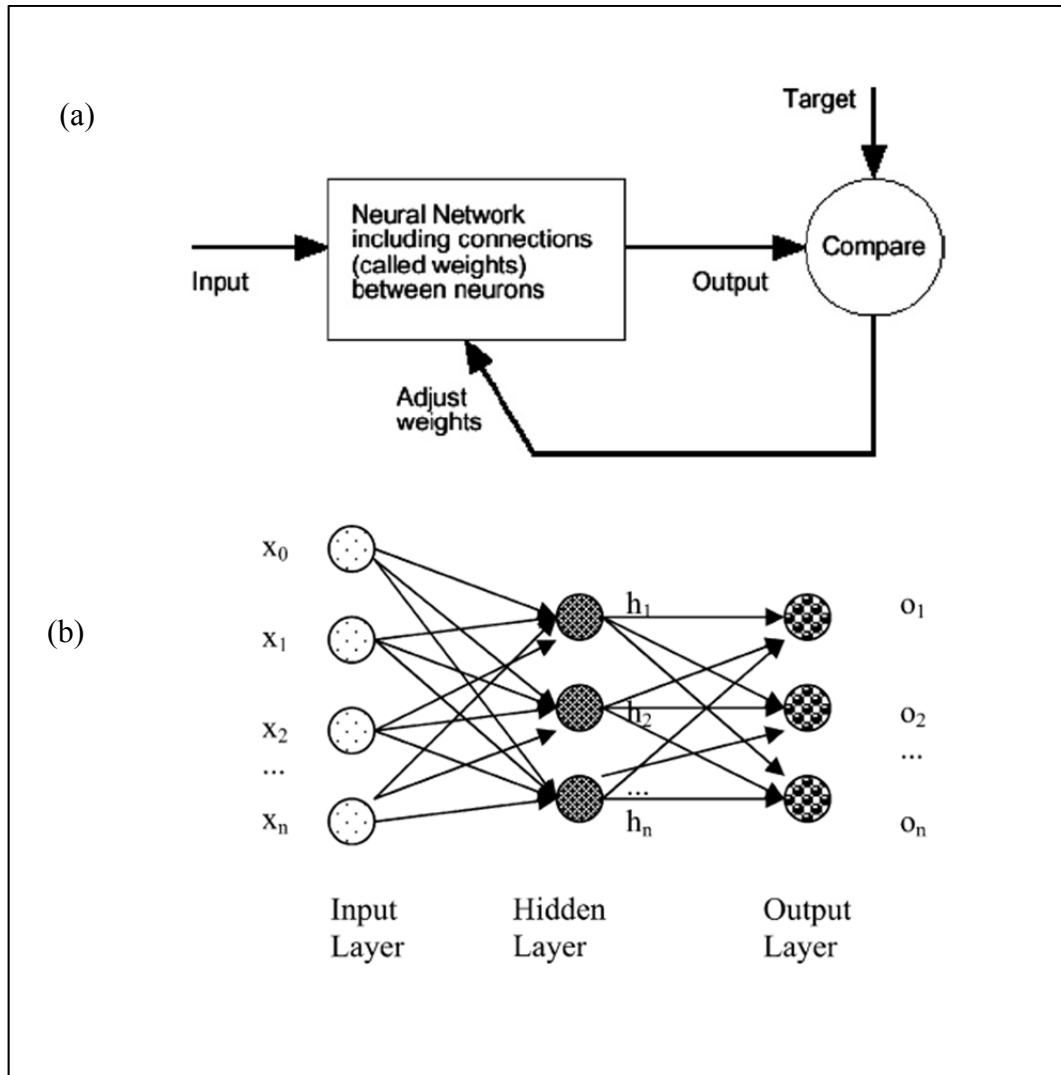 (a)
Target
Neural Network
including connections
(called weights)
between neurons
Compare
Input
Output
Adjust
weights
(b)
x₀
h₁
o₁
x₁
x₂
h₂
o₂
...
...
...
xₙ
hₙ
oₙ
Input
Layer
Hidden
Layer
Output
Layer